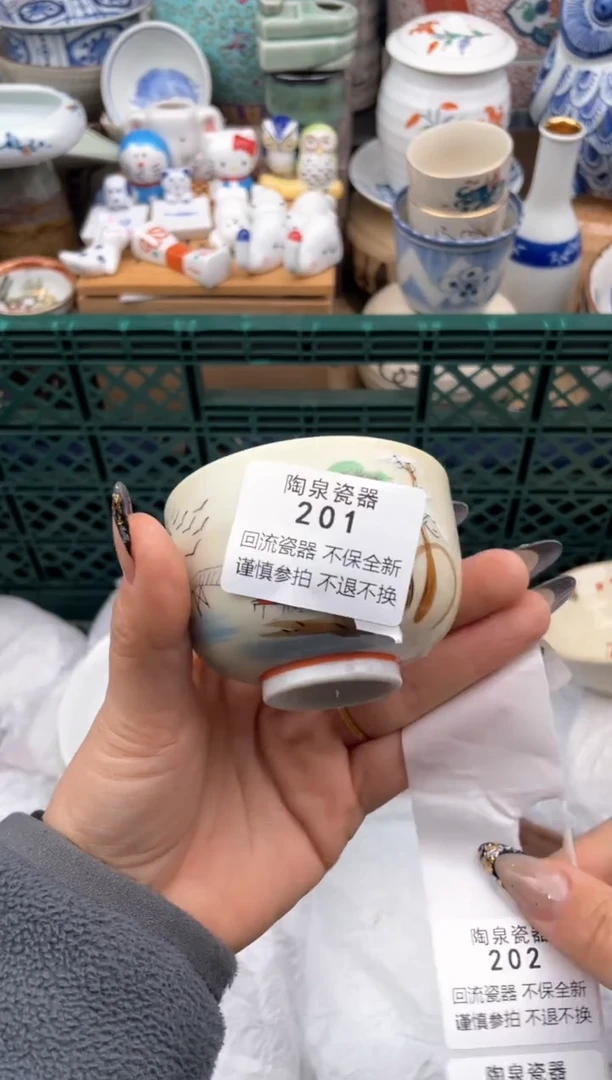 陶泉瓷器
201
回流瓷器 不保全新
谨慎参拍 不退不换
陶泉瓷器
202
回流瓷器 不保全新
谨慎参拍 不退不换
陶泉瓷器